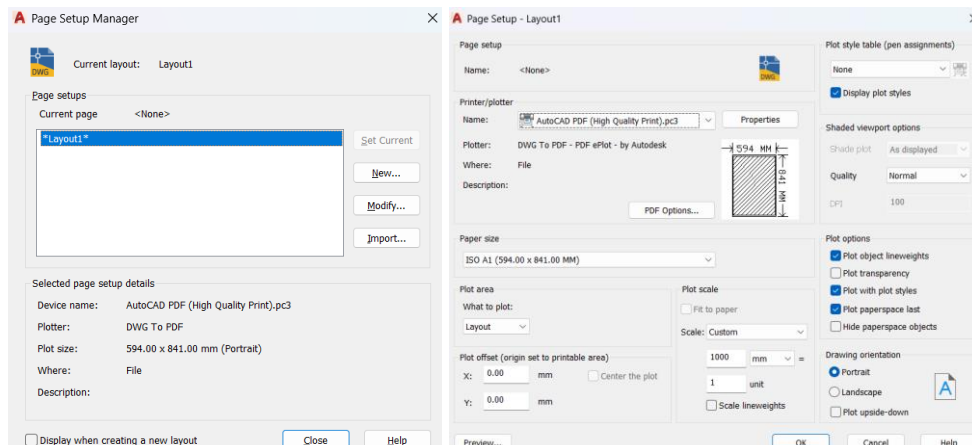 Page Setup Manager
DWG
Current layout: Layout1
Page setups
Current page <None>
*Layout1*
Set Current
New...
Modify...
Import...
Selected page setup details
Device name: AutoCAD PDF (High Quality Print).pc3
Plotter: DWG To PDF
Plot size: 594.00 x 841.00 mm (Portrait)
Where: File
Description:
Display when creating a new layout
Close
Help
Page Setup - Layout1
Page setup
Name: <None>
DWG
Printer/plotter
Name: AutoCAD PDF (High Quality Print).pc3
Properties
Plotter: DWG To PDF - PDF ePlot - by Autodesk
Where: File
Description:
594 MM
841 MM
PDF Options...
Paper size
ISO A1 (594.00 x 841.00 MM)
Plot area
What to plot:
Layout
Plot offset (origin set to printable area)
X: 0.00 mm
Center the plot
Y: 0.00 mm
Plot scale
Fit to paper
Scale: Custom
1000 mm =
1 unit
Scale lineweights
Plot style table (pen assignments)
None
Display plot styles
Shaded viewport options
Shade plot As displayed
Quality Normal
DPI 100
Plot options
Plot object lineweights
Plot transparency
Plot with plot styles
Plot paperspace last
Hide paperspace objects
Drawing orientation
Portrait
Landscape
A
Plot upside-down
Preview...
OK
Cancel
Help